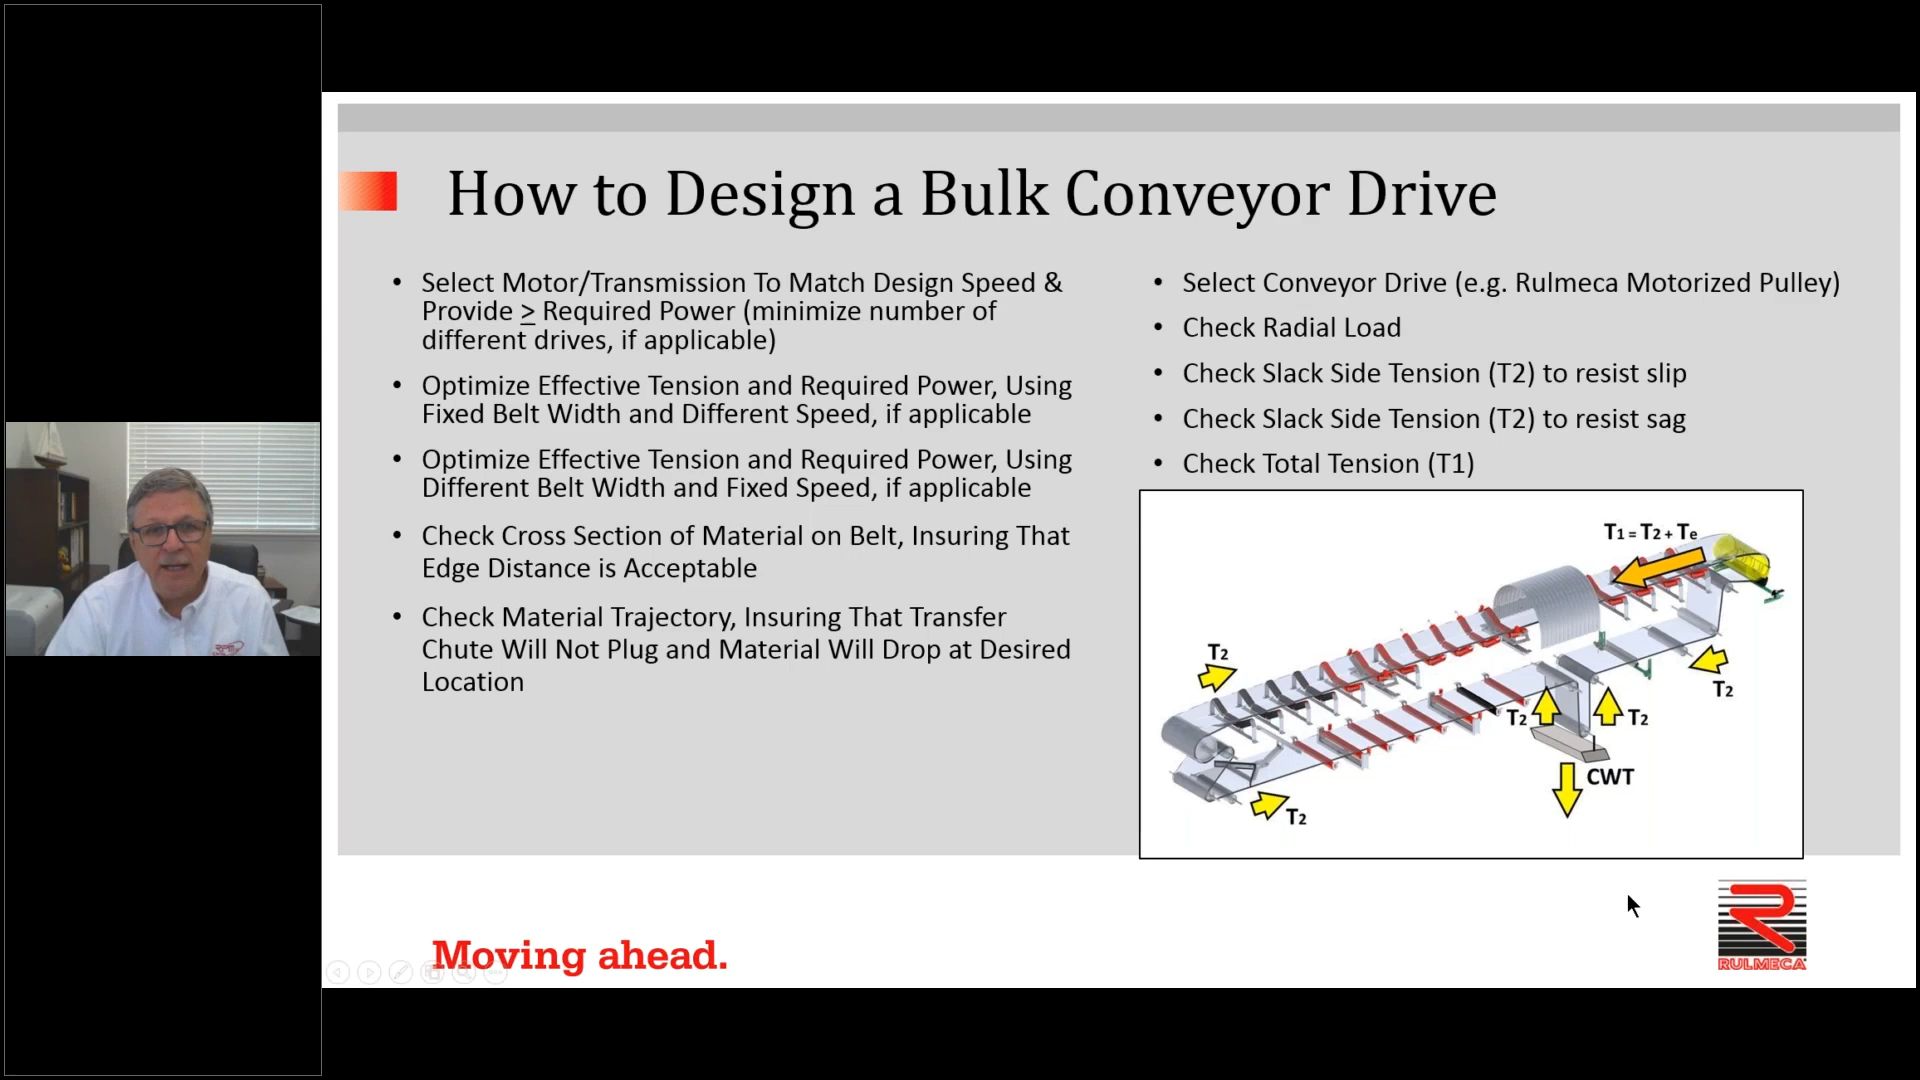 How to Design a Bulk Conveyor Drive
• Select Motor/Transmission To Match Design Speed &
Provide ≥ Required Power (minimize number of
different drives, if applicable)
• Optimize Effective Tension and Required Power, Using
Fixed Belt Width and Different Speed, if applicable
• Optimize Effective Tension and Required Power, Using
Different Belt Width and Fixed Speed, if applicable
• Check Cross Section of Material on Belt, Insuring That
Edge Distance is Acceptable
• Check Material Trajectory, Insuring That Transfer
Chute Will Not Plug and Material Will Drop at Desired
Location
• Select Conveyor Drive (e.g. Rulmeca Motorized Pulley)
• Check Radial Load
• Check Slack Side Tension (T2) to resist slip
• Check Slack Side Tension (T2) to resist sag
• Check Total Tension (T1)
T1 = T2 + Te
T2
T2
T2
T2
CWT
T2
Moving ahead.
RULMECA